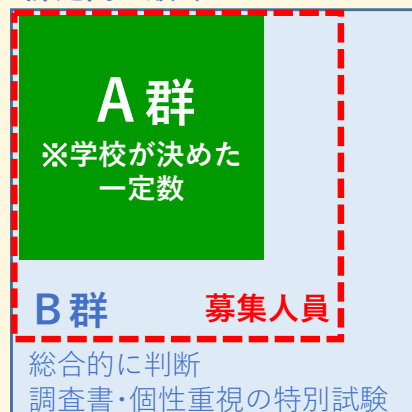 A群
※学校が決めた
一定数
B群 募集人員
総合的に判断
調査書・個性重視の特別試験